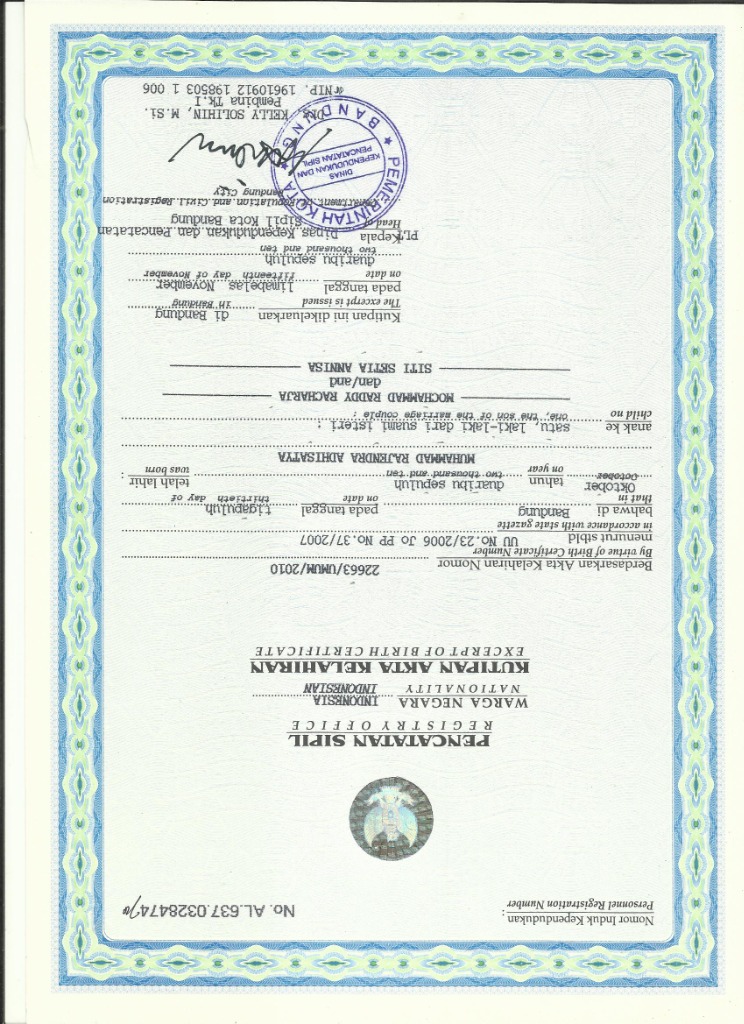 Nomor Induk Kependudukan :
Personnel Registration Number
No. AL.637.0328474
PENCATATAN SIPIL
REGISTRY OFFICE
WARGA NEGARA INDONESIA
NATIONALITY INDONESIAN
KUTIPAN AKTA KELAHIRAN
EXCERPT OF BIRTH CERTIFICATE
Berdasarkan Akta Kelahiran Nomor 22663/UMUM/2010
By virtue of Birth Certificate Number
menurut stbld UU No.23/2006 Jo PP No.37/2007
in accordance with state gazette
bahwa di Bandung pada tanggal tigapuluh
that in on date thirtieth day of
Oktober tahun duaribu sepuluh telah lahir :
October on year two thousand and ten was born
MUHAMMAD RAJENDRA ADHISATYA
anak ke satu, laki-laki dari suami isteri :
child no one, the son of the marriage couple :
MOCHAMMAD RADDY RACHARJA
dan/and
SITI SETIA ANNISA
Kutipan ini dikeluarkan di Bandung
The excerpt is issued in Bandung
pada tanggal limabelas November
on date fifteenth day of November
duaribu sepuluh
two thousand and ten
PLT.Kepala Dinas Kependudukan dan Pencatatan
Head of Sipil Kota Bandung
Department of Population and Civil Registration
Bandung City
PEMERINTAH KOTA BANDUNG
DINAS
KEPENDUDUKAN DAN
PENCATATAN SIPIL
DR. KELLY SOLIHIN, M.Si.
Pembina Tk.I
NIP. 19610912 198503 1 006